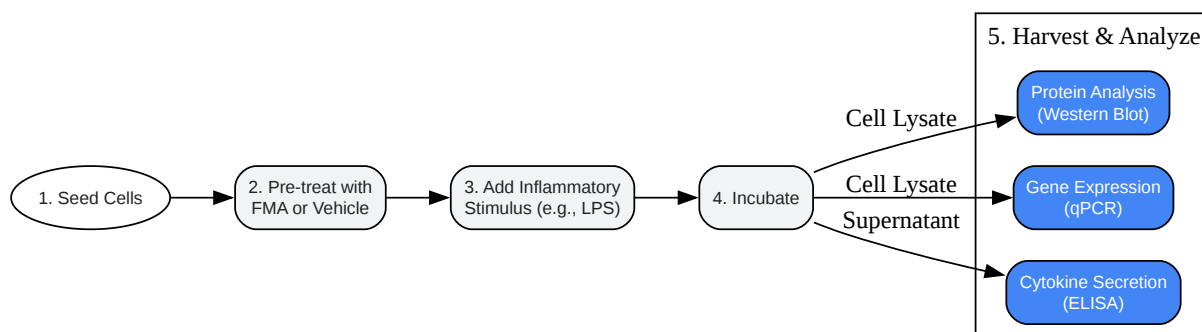 5. Harvest & Analyze
1. Seed Cells
2. Pre-treat with
FMA or Vehicle
3. Add Inflammatory
Stimulus (e.g., LPS)
4. Incubate
Cell Lysate
Protein Analysis
(Western Blot)
Cell Lysate
Gene Expression
(qPCR)
Supernatant
Cytokine Secretion
(ELISA)